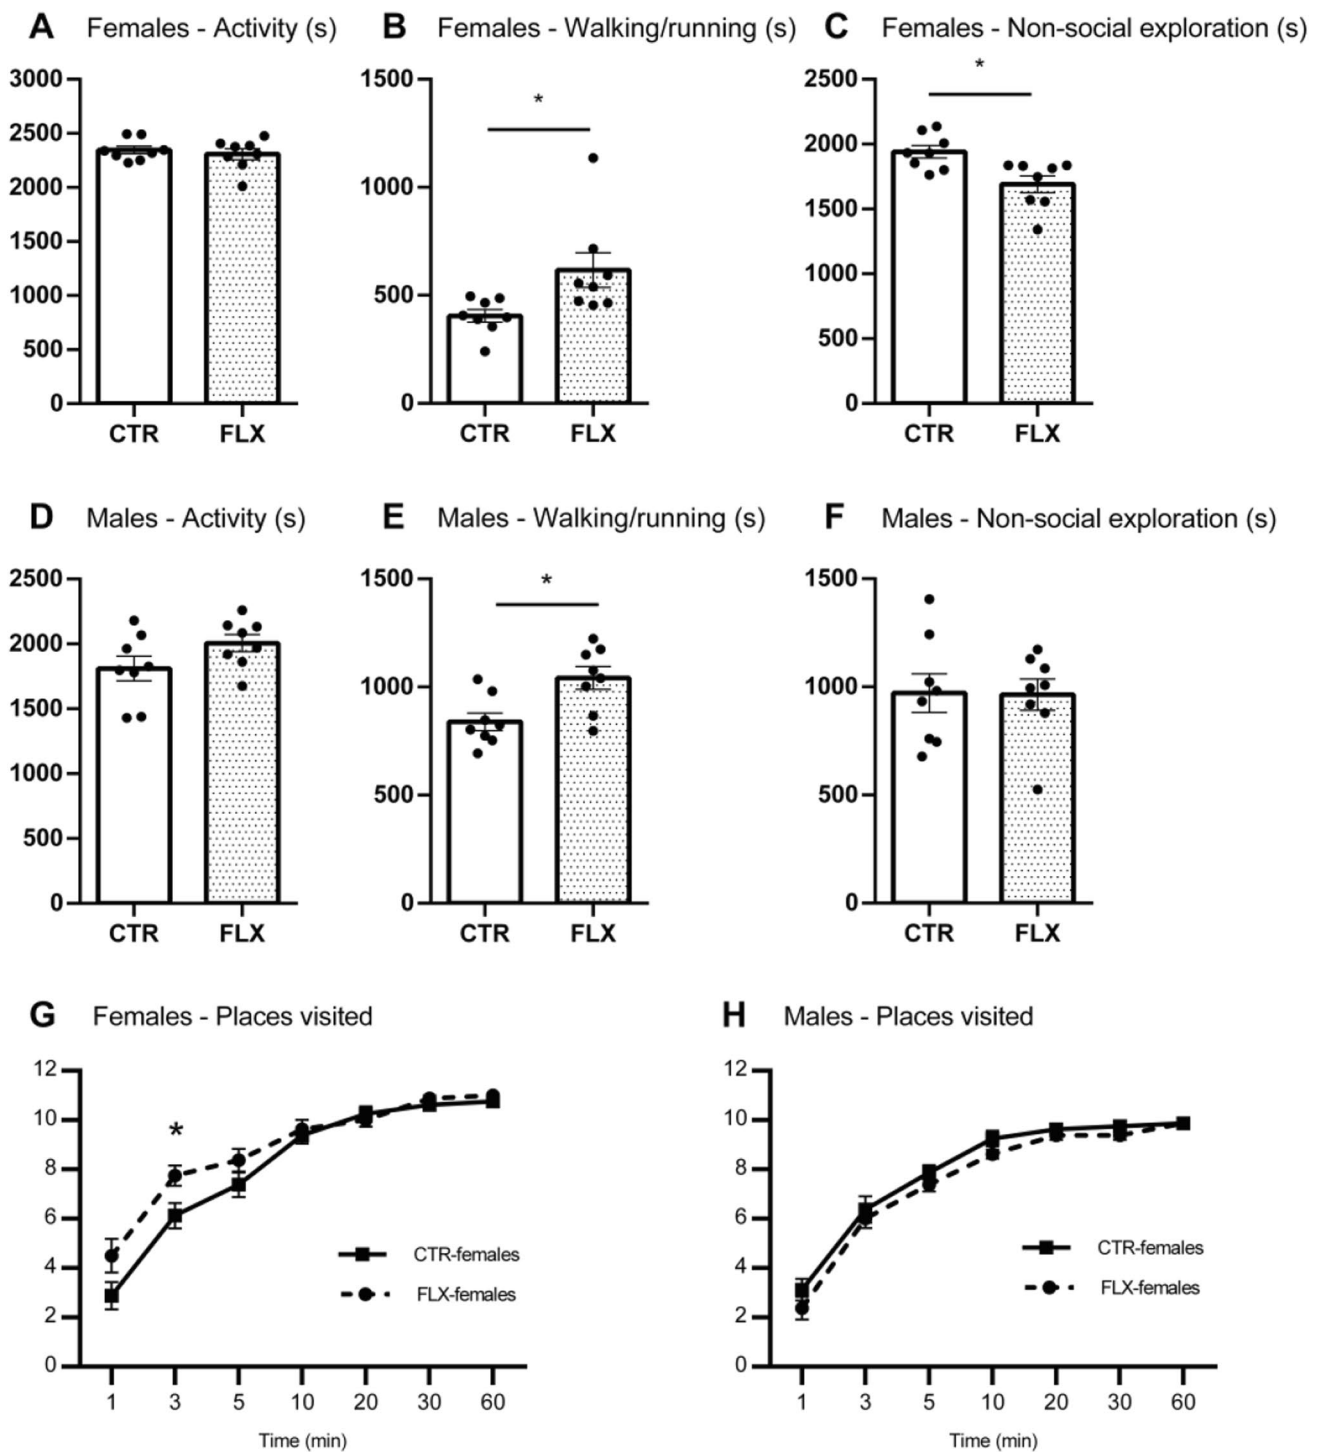 A Females - Activity (s)
B Females - Walking/running (s)
C Females - Non-social exploration (s)
3000
2500
2000
1500
1000
500
0
CTR FLX
1500
1000
500
0
*
CTR FLX
2500
2000
1500
1000
500
0
*
CTR FLX
D Males - Activity (s)
E Males - Walking/running (s)
F Males - Non-social exploration (s)
2500
2000
1500
1000
500
0
CTR FLX
1500
1000
500
0
*
CTR FLX
1500
1000
500
0
CTR FLX
G Females - Places visited
12
10
8
6
4
2
0
*
CTR-females
FLX-females
1 3 5 10 20 30 60
Time (min)
H Males - Places visited
12
10
8
6
4
2
0
CTR-females
FLX-females
1 3 5 10 20 30 60
Time (min)